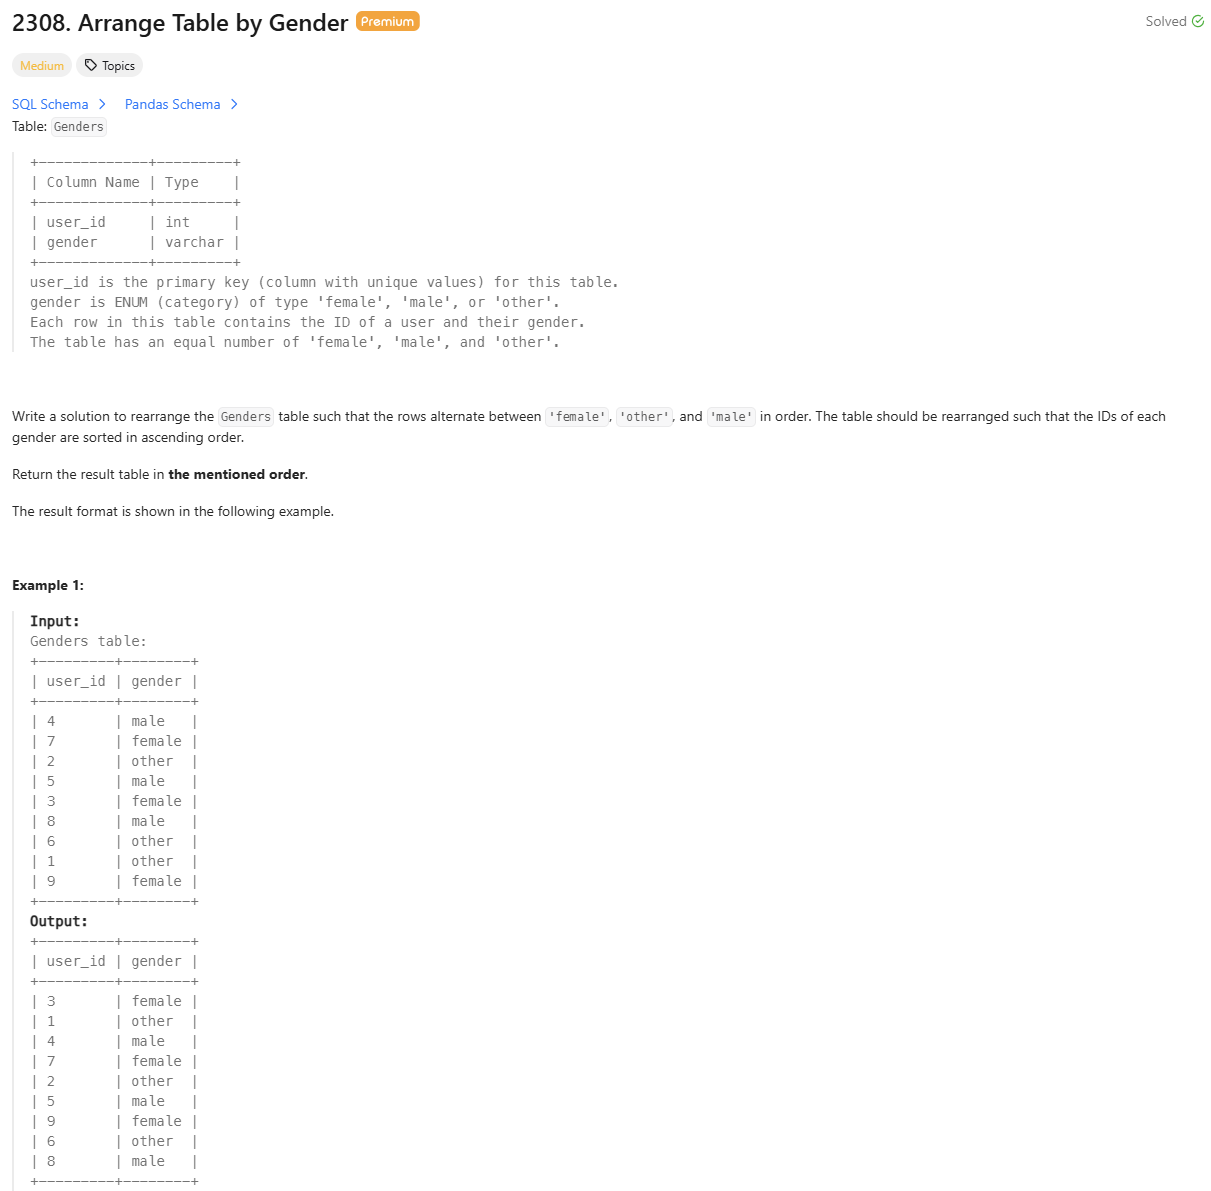 2308. Arrange Table by Gender Premium
Solved
Medium Topics
SQL Schema Pandas Schema
Table: Genders
+-------------+---------+
| Column Name | Type    |
+-------------+---------+
| user_id     | int     |
| gender      | varchar |
+-------------+---------+
user_id is the primary key (column with unique values) for this table.
gender is ENUM (category) of type 'female', 'male', or 'other'.
Each row in this table contains the ID of a user and their gender.
The table has an equal number of 'female', 'male', and 'other'.
Write a solution to rearrange the Genders table such that the rows alternate between 'female', 'other', and 'male' in order. The table should be rearranged such that the IDs of each
gender are sorted in ascending order.
Return the result table in the mentioned order.
The result format is shown in the following example.
Example 1:
Input:
Genders table:
+---------+--------+
| user_id | gender |
+---------+--------+
| 4       | male   |
| 7       | female |
| 2       | other  |
| 5       | male   |
| 3       | female |
| 8       | male   |
| 6       | other  |
| 1       | other  |
| 9       | female |
+---------+--------+
Output:
+---------+--------+
| user_id | gender |
+---------+--------+
| 3       | female |
| 1       | other  |
| 4       | male   |
| 7       | female |
| 2       | other  |
| 5       | male   |
| 9       | female |
| 6       | other  |
| 8       | male   |
+---------+--------+